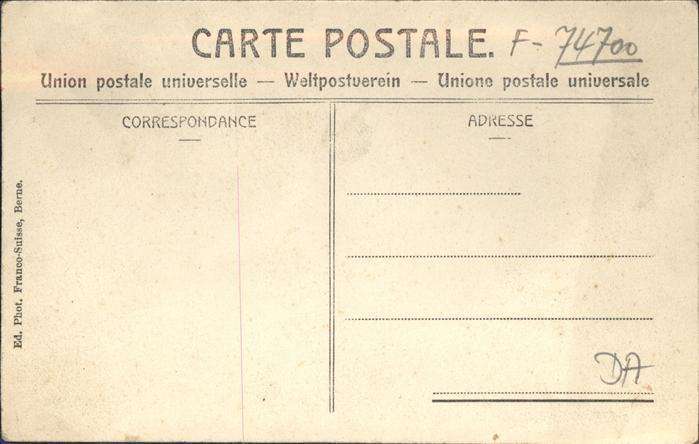 CARTE POSTALE. F- 74700
Union postale universelle — Weltpostverein — Unione postale universale
CORRESPONDANCE
ADRESSE
Ed. Phot. Franco-Suisse, Berne.
DA